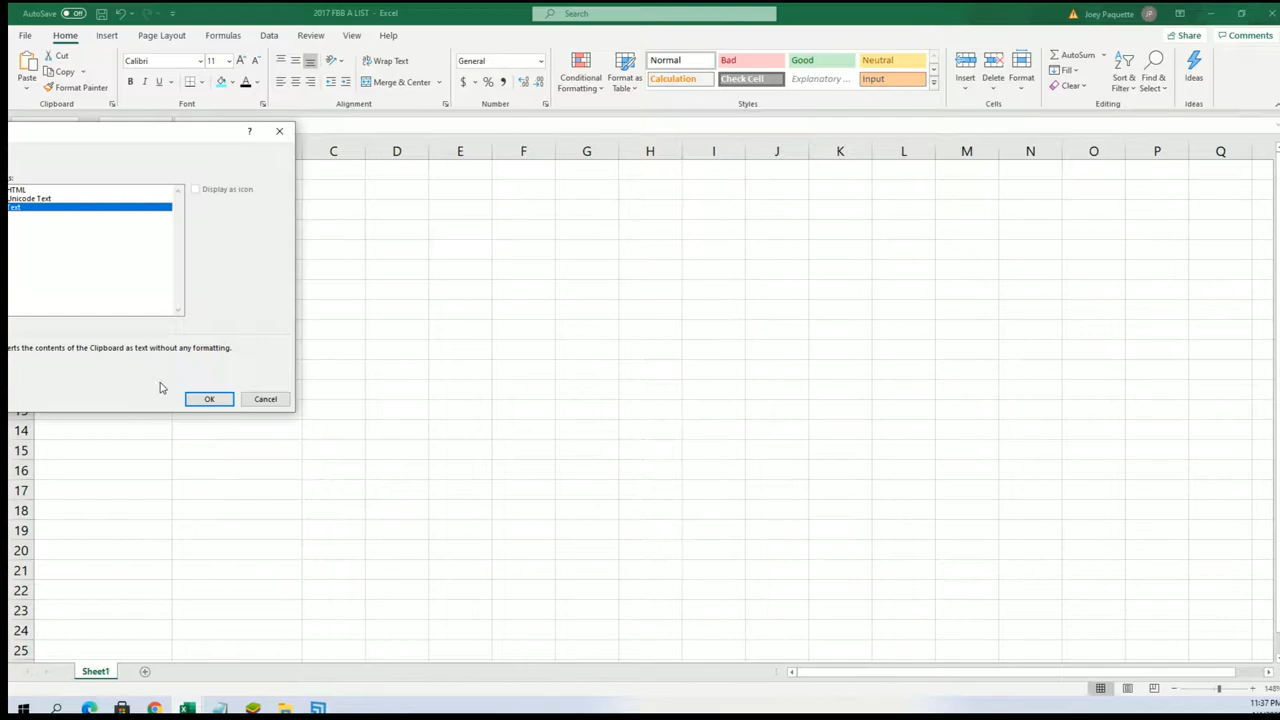 AutoSave Off 2017 FBB A LIST - Excel Search Joey Paquette JP
File Home Insert Page Layout Formulas Data Review View Help Share Comments
Paste Cut Copy Format Painter Clipboard
Calibri 11 Font
Wrap Text Merge & Center Alignment
General $ % Number
Conditional Formatting Format as Table Normal Bad Good Neutral Calculation Check Cell Explanatory ... Input Styles
Insert Delete Format Cells
AutoSum Fill Clear Sort & Filter Find & Select Editing
Ideas Ideas
C D E F G H I J K L M N O P Q
s:
HTML
Unicode Text
Text
Display as icon
erts the contents of the Clipboard as text without any formatting.
OK Cancel
14
15
16
17
18
19
20
21
22
23
24
25
Sheet1
148%
11:37 PM